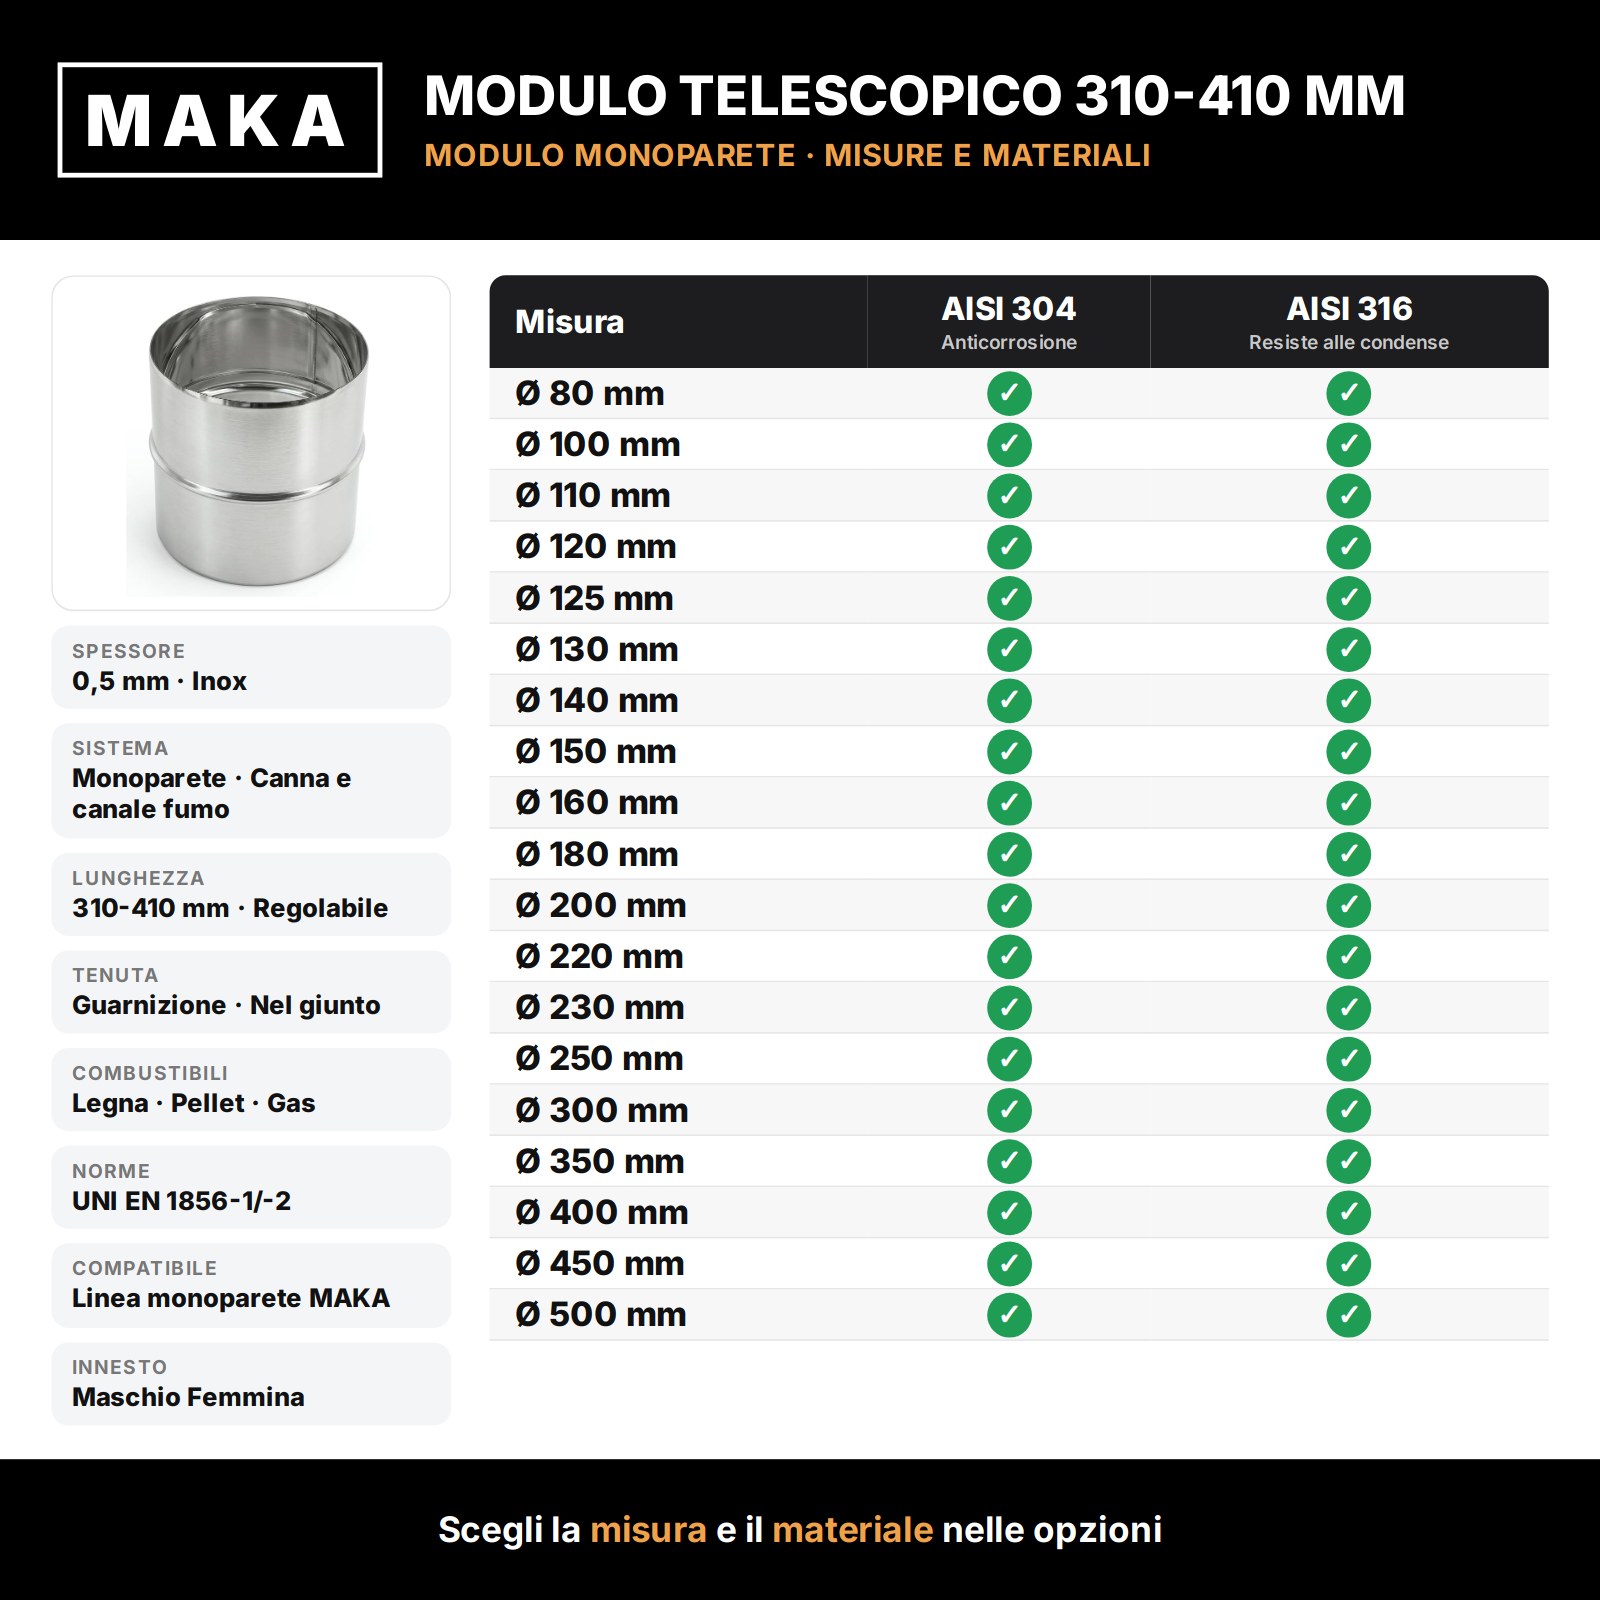 MAKA
MODULO TELESCOPICO 310-410 MM
MODULO MONOPARETE · MISURE E MATERIALI
SPESSORE
0,5 mm · Inox
SISTEMA
Monoparete · Canna e
canale fumo
LUNGHEZZA
310-410 mm · Regolabile
TENUTA
Guarnizione · Nel giunto
COMBUSTIBILI
Legna · Pellet · Gas
NORME
UNI EN 1856-1/-2
COMPATIBILE
Linea monoparete MAKA
INNESTO
Maschio Femmina
Misura AISI 304 AISI 316
Anticorrosione Resiste alle condense
Ø 80 mm ✓ ✓
Ø 100 mm ✓ ✓
Ø 110 mm ✓ ✓
Ø 120 mm ✓ ✓
Ø 125 mm ✓ ✓
Ø 130 mm ✓ ✓
Ø 140 mm ✓ ✓
Ø 150 mm ✓ ✓
Ø 160 mm ✓ ✓
Ø 180 mm ✓ ✓
Ø 200 mm ✓ ✓
Ø 220 mm ✓ ✓
Ø 230 mm ✓ ✓
Ø 250 mm ✓ ✓
Ø 300 mm ✓ ✓
Ø 350 mm ✓ ✓
Ø 400 mm ✓ ✓
Ø 450 mm ✓ ✓
Ø 500 mm ✓ ✓
Scegli la misura e il materiale nelle opzioni